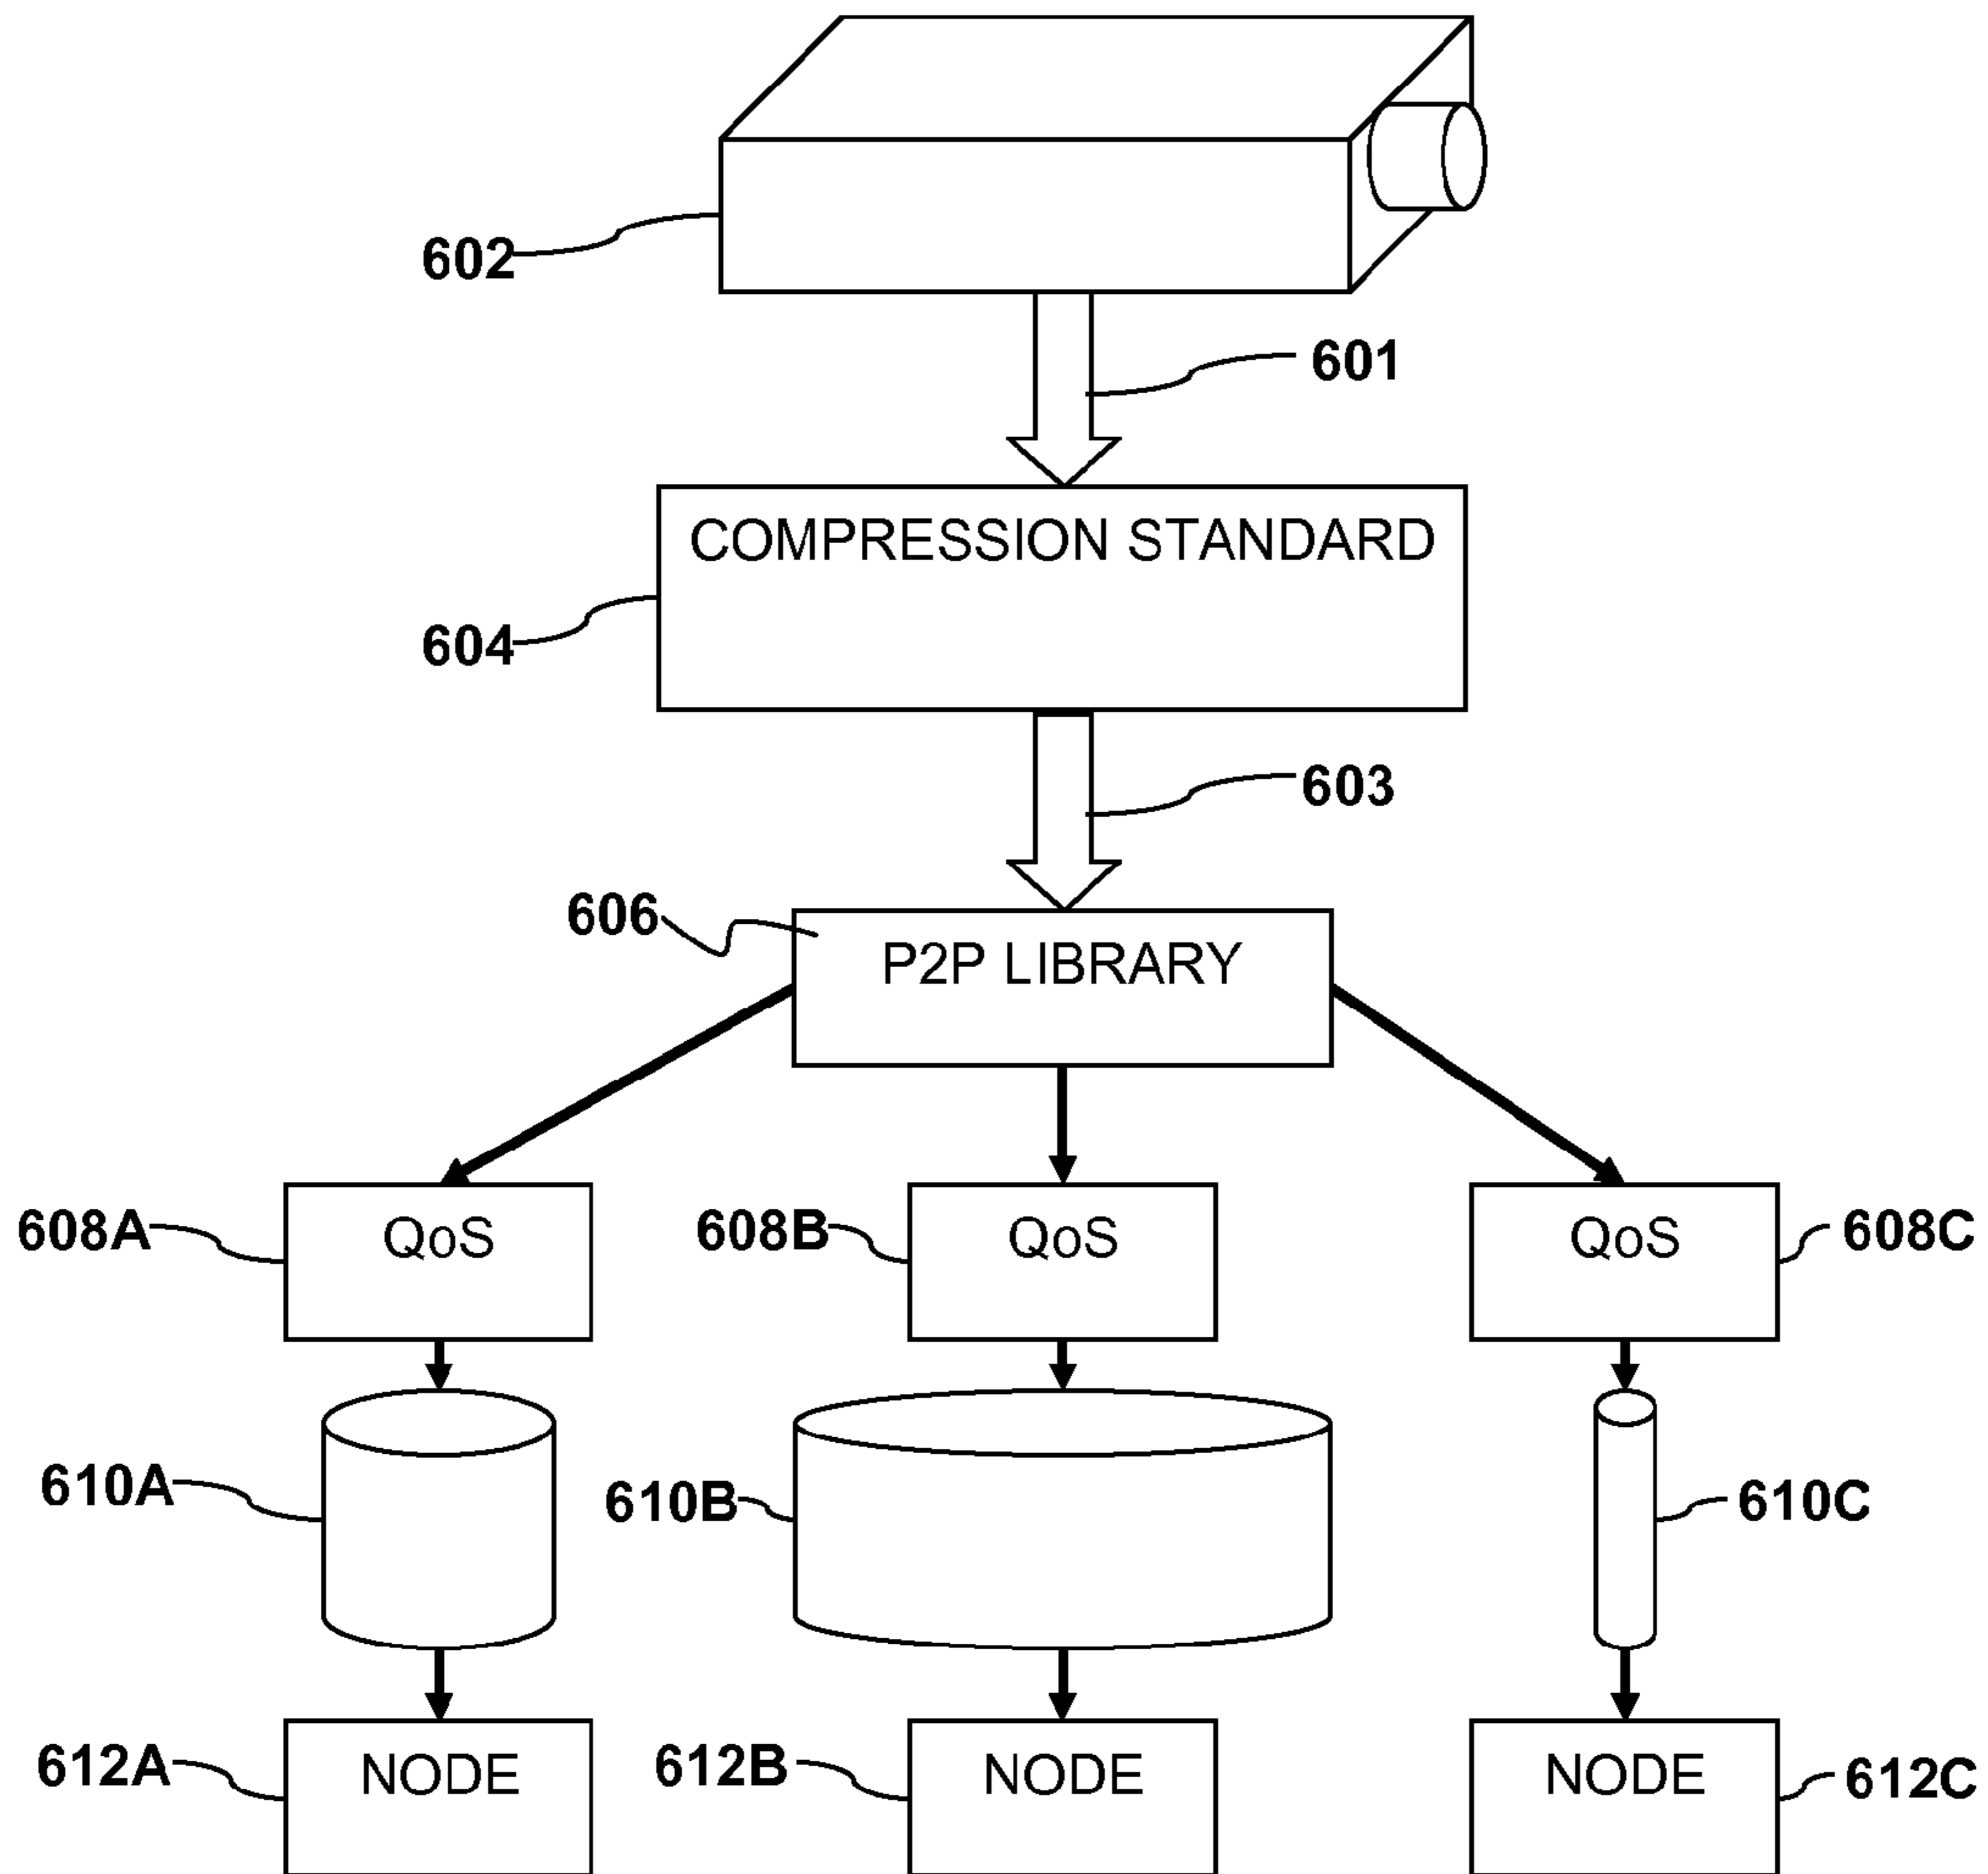 602
601
COMPRESSION STANDARD
604
603
606
P2P LIBRARY
608A
QoS
608B
QoS
QoS
608C
610A
610B
610C
612A
NODE
612B
NODE
NODE
612C